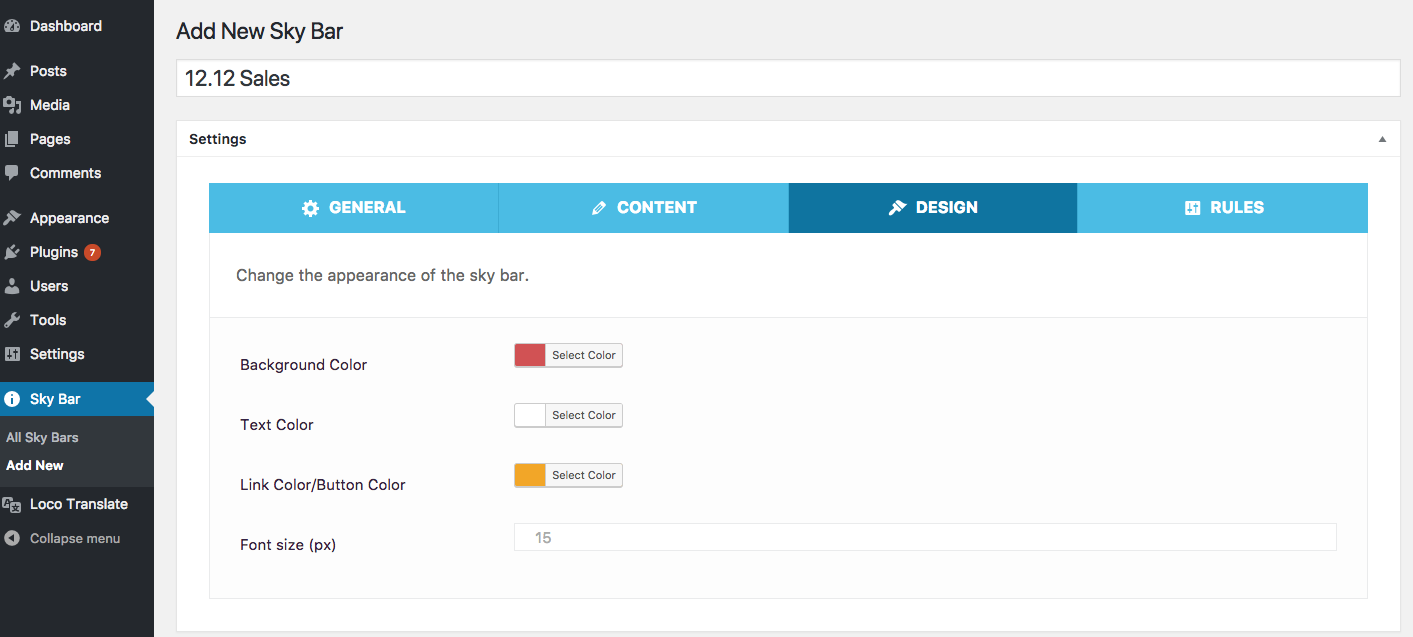 Dashboard
Posts
Media
Pages
Comments
Appearance
Plugins 7
Users
Tools
Settings
Sky Bar
All Sky Bars
Add New
Loco Translate
Collapse menu
Add New Sky Bar
12.12 Sales
Settings
GENERAL
CONTENT
DESIGN
RULES
Change the appearance of the sky bar.
Background Color
Select Color
Text Color
Select Color
Link Color/Button Color
Select Color
Font size (px)
15